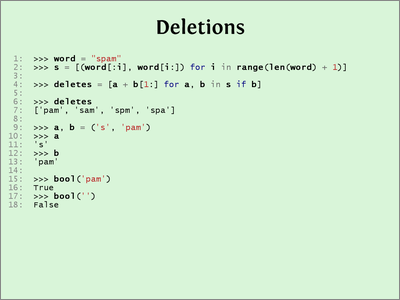 Deletions
1: >>> word = "spam"
2: >>> s = [(word[:i], word[i:]) for i in range(len(word) + 1)]
3:
4: >>> deletes = [a + b[1:] for a, b in s if b]
5:
6: >>> deletes
7: ['pam', 'sam', 'spm', 'spa']
8:
9: >>> a, b = ('s', 'pam')
10: >>> a
11: 's'
12: >>> b
13: 'pam'
14:
15: >>> bool('pam')
16: True
17: >>> bool('')
18: False